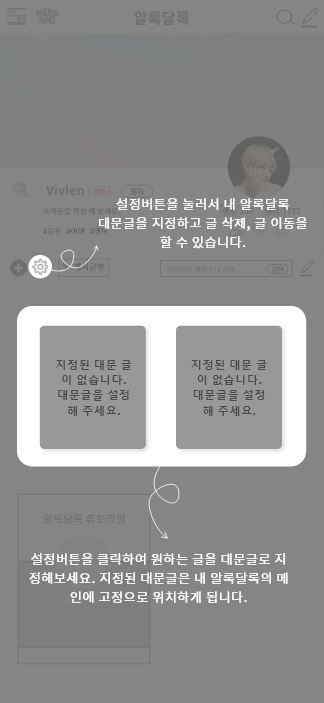 알록달록
Vivien
설정버튼을 눌러서 내 알록달록
대문글을 지정하고 글 삭제, 글 이동을
할 수 있습니다.
지정된 대문 글
이 없습니다.
대문글을 설정
해 주세요.
지정된 대문 글
이 없습니다.
대문글을 설정
해 주세요.
알록달록 튜토리얼
설정버튼을 클릭하여 원하는 글을 대문글로 지
정해보세요. 지정된 대문글은 내 알록달록의 메
인에 고정으로 위치하게 됩니다.